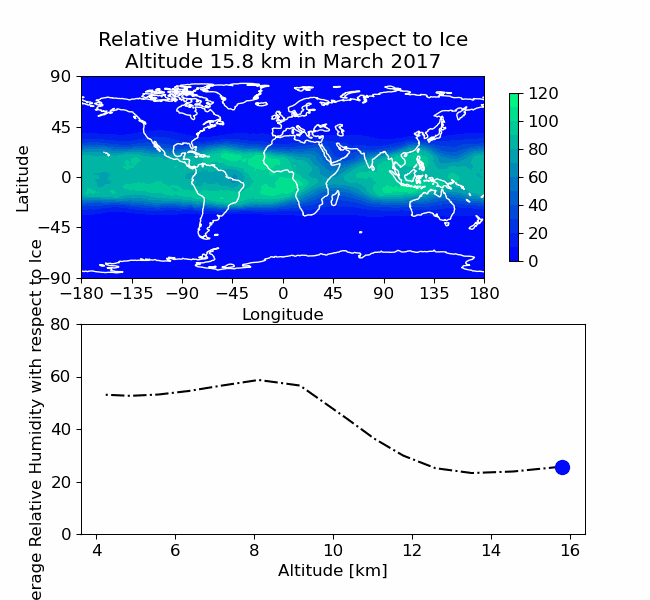 Relative Humidity with respect to Ice
Altitude 15.8 km in March 2017
90
45
0
−45
−90
Latitude
−180 −135 −90 −45 0 45 90 135 180
Longitude
120
100
80
60
40
20
0
80
60
40
20
0
erage Relative Humidity with respect to Ice
4 6 8 10 12 14 16
Altitude [km]